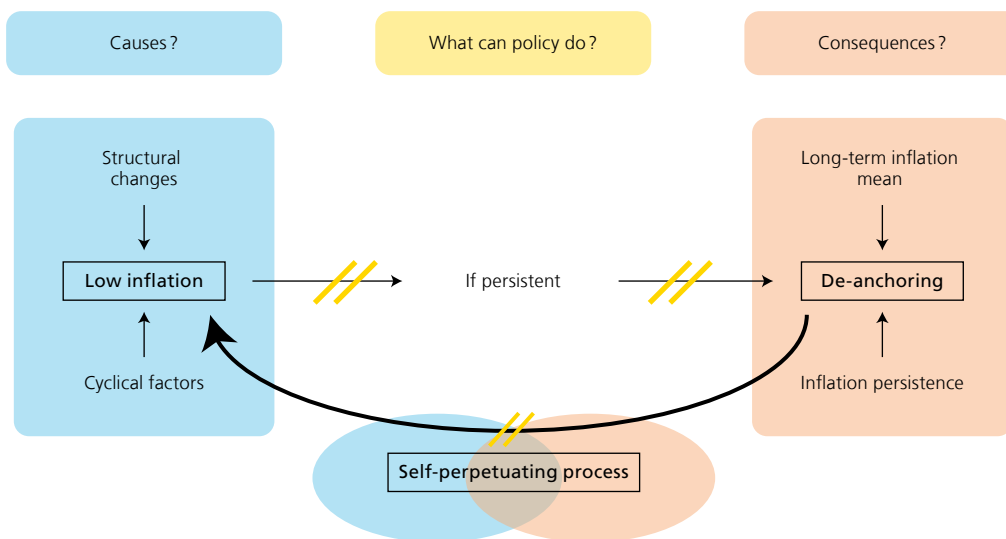 Causes?
What can policy do?
Consequences?
Structural
changes
Long-term inflation
mean
Low inflation
If persistent
De-anchoring
Cyclical factors
Inflation persistence
Self-perpetuating process